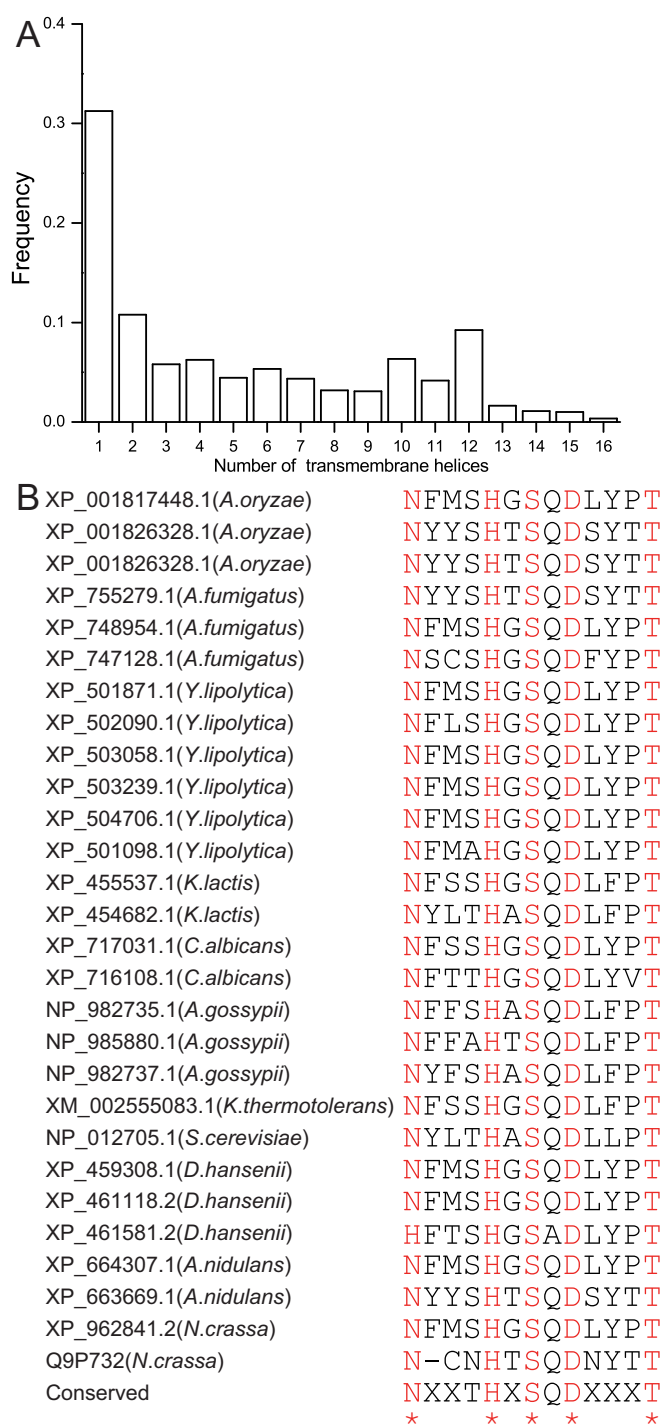 A
0.4
0.3
0.2
0.1
0.0
Frequency
1 2 3 4 5 6 7 8 9 10 11 12 13 14 15 16
Number of transmembrane helices
B
XP_001817448.1(A.oryzae) NFMSHGSQDLYPT
XP_001826328.1(A.oryzae) NYYSHTSQDSYTT
XP_001826328.1(A.oryzae) NYYSHTSQDSYTT
XP_755279.1(A.fumigatus) NYYSHTSQDSYTT
XP_748954.1(A.fumigatus) NFMSHGSQDLYPT
XP_747128.1(A.fumigatus) NSCSHGSQDFYPT
XP_501871.1(Y.lipolytica) NFMSHGSQDLYPT
XP_502090.1(Y.lipolytica) NFLSHGSQDLYPT
XP_503058.1(Y.lipolytica) NFMSHGSQDLYPT
XP_503239.1(Y.lipolytica) NFMSHGSQDLYPT
XP_504706.1(Y.lipolytica) NFMSHGSQDLYPT
XP_501098.1(Y.lipolytica) NFMAHGSQDLYPT
XP_455537.1(K.lactis) NFSSHGSQDLFPT
XP_454682.1(K.lactis) NYLTHASQDLFPT
XP_717031.1(C.albicans) NFSSHGSQDLYPT
XP_716108.1(C.albicans) NFTTHGSQDLYVT
NP_982735.1(A.gossypii) NFFSHASQDLFPT
NP_985880.1(A.gossypii) NFFAHTSQDLFPT
NP_982737.1(A.gossypii) NYFSHASQDLFPT
XM_002555083.1(K.thermotolerans) NFSSHGSQDLFPT
NP_012705.1(S.cerevisiae) NYLTHASQDLLPT
XP_459308.1(D.hansenii) NFMSHGSQDLYPT
XP_461118.2(D.hansenii) NFMSHGSQDLYPT
XP_461581.2(D.hansenii) HFTSHGSADLYPT
XP_664307.1(A.nidulans) NFMSHGSQDLYPT
XP_663669.1(A.nidulans) NYYSHTSQDSYTT
XP_962841.2(N.crassa) NFMSHGSQDLYPT
Q9P732(N.crassa) N-CNHTSQDNYTT
Conserved NXXTHXSQDXXXT
* * * * *